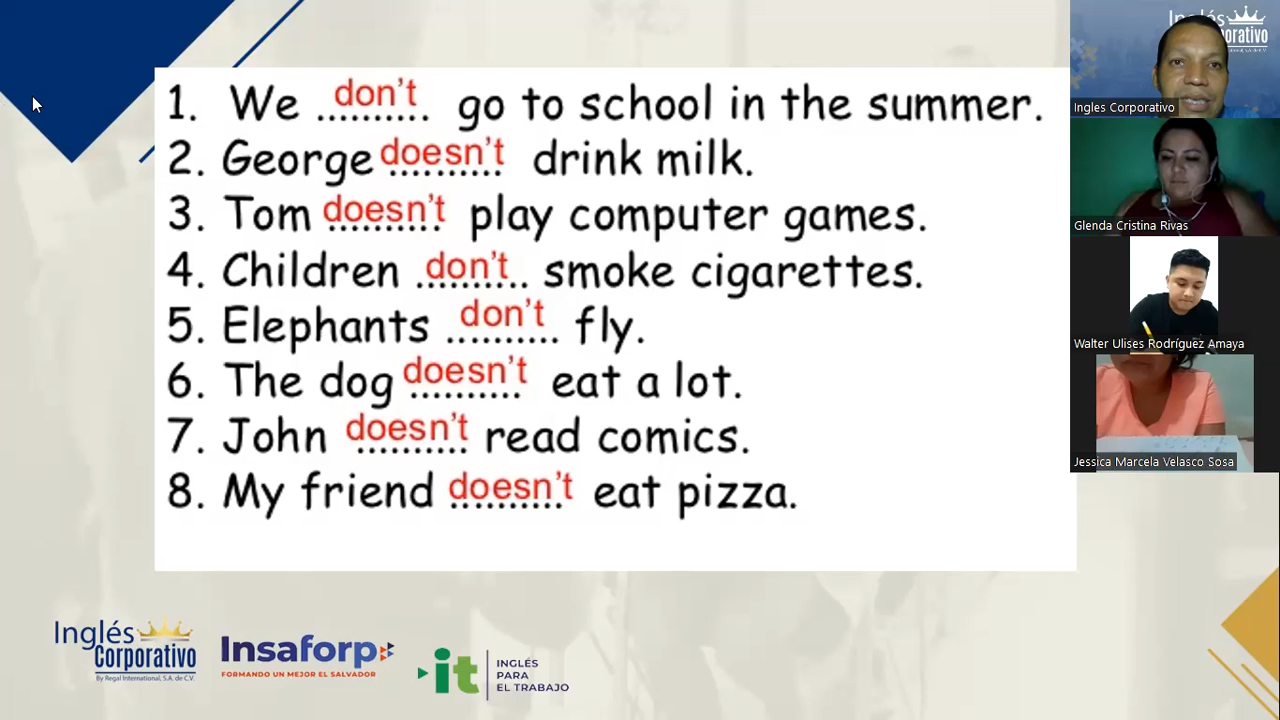 1. We don't go to school in the summer.
2. George doesn't drink milk.
3. Tom doesn't play computer games.
4. Children don't smoke cigarettes.
5. Elephants don't fly.
6. The dog doesn't eat a lot.
7. John doesn't read comics.
8. My friend doesn't eat pizza.
Inglés
Corporativo
By Regal International, S.A. de C.V.
Insaforp
FORMANDO UN MEJOR EL SALVADOR
it
INGLÉS
PARA
EL TRABAJO
Inglés
Ingles Corporativo
Glenda Cristina Rivas
Walter Ulises Rodríguez Amaya
Jessica Marcela Velasco Sosa